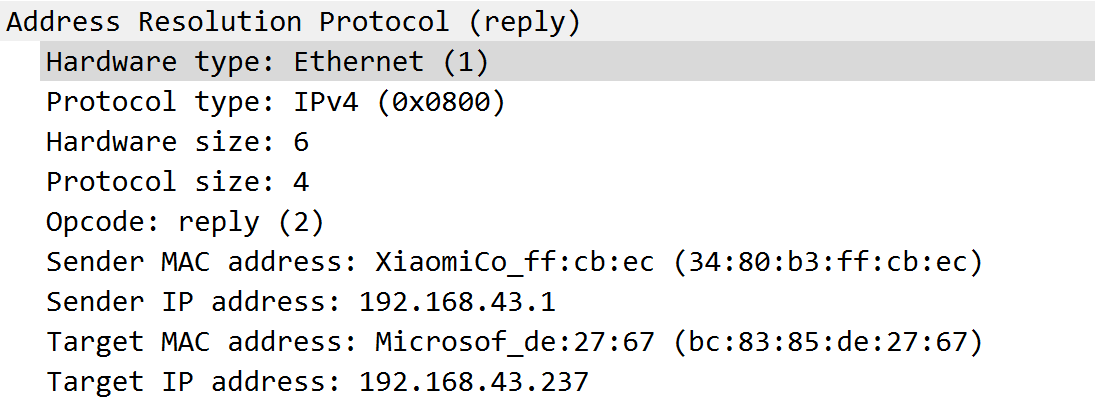 Address Resolution Protocol (reply)
Hardware type: Ethernet (1)
Protocol type: IPv4 (0x0800)
Hardware size: 6
Protocol size: 4
Opcode: reply (2)
Sender MAC address: XiaomiCo_ff:cb:ec (34:80:b3:ff:cb:ec)
Sender IP address: 192.168.43.1
Target MAC address: Microsof_de:27:67 (bc:83:85:de:27:67)
Target IP address: 192.168.43.237